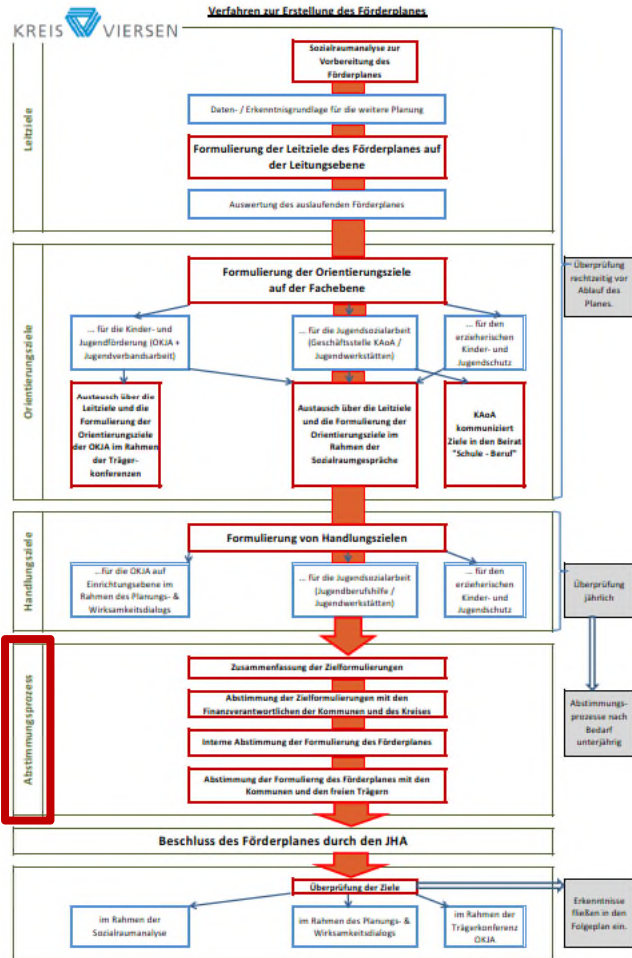 Verfahren zur Erstellung des Förderplanes
KREIS VIERSEN
Leitziele
Sozialraumanalyse zur
Vorbereitung des
Förderplanes
Daten- / Erkenntnisgrundlage für die weitere Planung
Formulierung der Leitziele des Förderplanes auf
der Leitungsebene
Auswertung des auslaufenden Förderplanes
Überprüfung
rechtzeitig vor
Ablauf des
Planes.
Orientierungsziele
Formulierung der Orientierungsziele
auf der Fachebene
... für die Kinder- und
Jugendförderung (OKJA +
Jugendverbandsarbeit)
... für die Jugendsozialarbeit
(Geschäftsstelle KAoA /
Jugendwerkstätten)
... für den
erzieherischen
Kinder- und
Jugendschutz
Austausch über die
Leitziele und die
Formulierung der
Orientierungsziele
der OKJA im Rahmen
der Träger-
konferenzen
Austausch über die Leitziele
und die Formulierung der
Orientierungsziele im
Rahmen der
Sozialraumgespräche
KAoA
kommuniziert
Ziele in den Beirat
"Schule - Beruf"
Handlungsziele
Formulierung von Handlungszielen
...für die OKJA auf
Einrichtungsebene im
Rahmen des Planungs- &
Wirksamkeitsdialogs
... für die Jugendsozialarbeit
(Jugendberufshilfe /
Jugendwerkstätten)
... für den
erzieherischen
Kinder- und
Jugendschutz
Überprüfung
jährlich
Abstimmungsprozess
Zusammenfassung der Zielformulierungen
Abstimmung der Zielformulierungen mit den
Finanzverantwortlichen der Kommunen und des Kreises
Interne Abstimmung der Formulierung des Förderplanes
Abstimmung der Formulierng des Förderplanes mit den
Kommunen und den freien Trägern
Abstimmungs-
prozesse nach
Bedarf
unterjährig
Beschluss des Förderplanes durch den JHA
Überprüfung der Ziele
im Rahmen der
Sozialraumanalyse
im Rahmen des Planungs- &
Wirksamkeitsdialogs
im Rahmen der
Trägerkonferenz
OKJA
Erkenntnisse
fließen in den
Folgeplan ein.